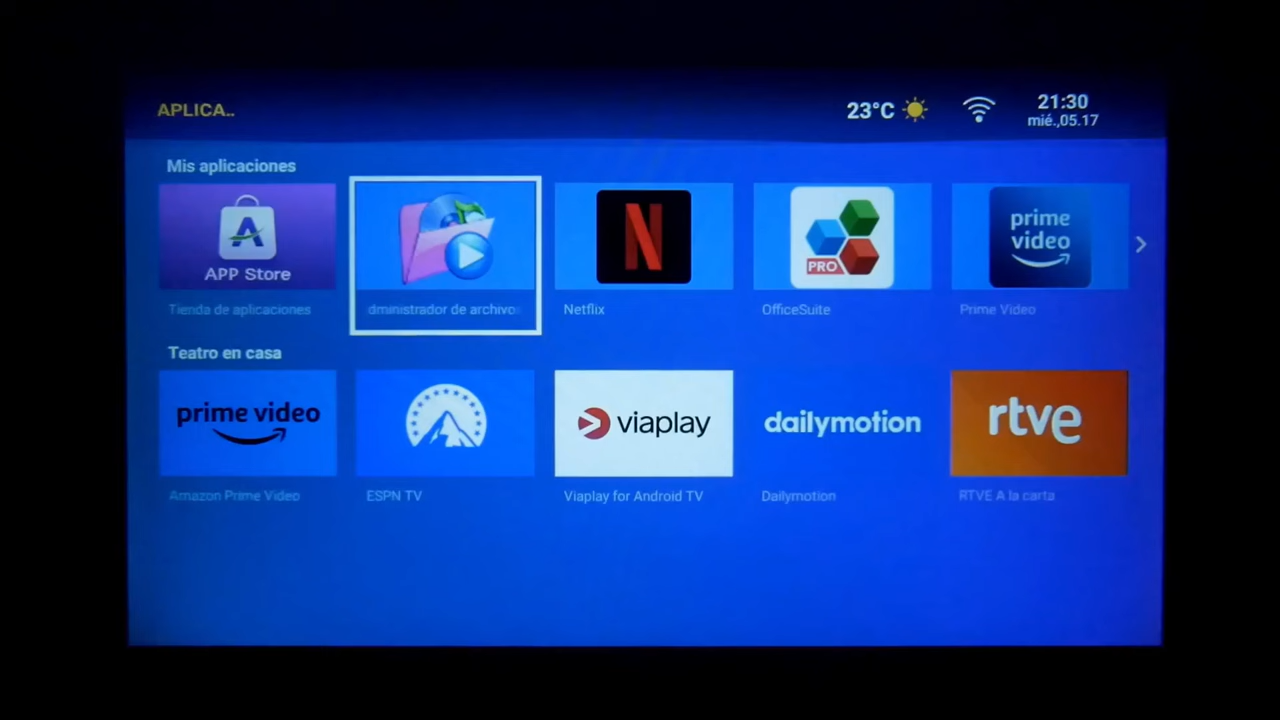 APLICA..
23°C
21:30
mié.,05.17
Mis aplicaciones
A
APP Store
N
PRO
prime
video
Tienda de aplicaciones
dministrador de archivo
Netflix
OfficeSuite
Prime Video
Teatro en casa
prime video
viaplay
dailymotion
rtve
Amazon Prime Video
ESPN TV
Viaplay for Android TV
Dailymotion
RTVE A la carta